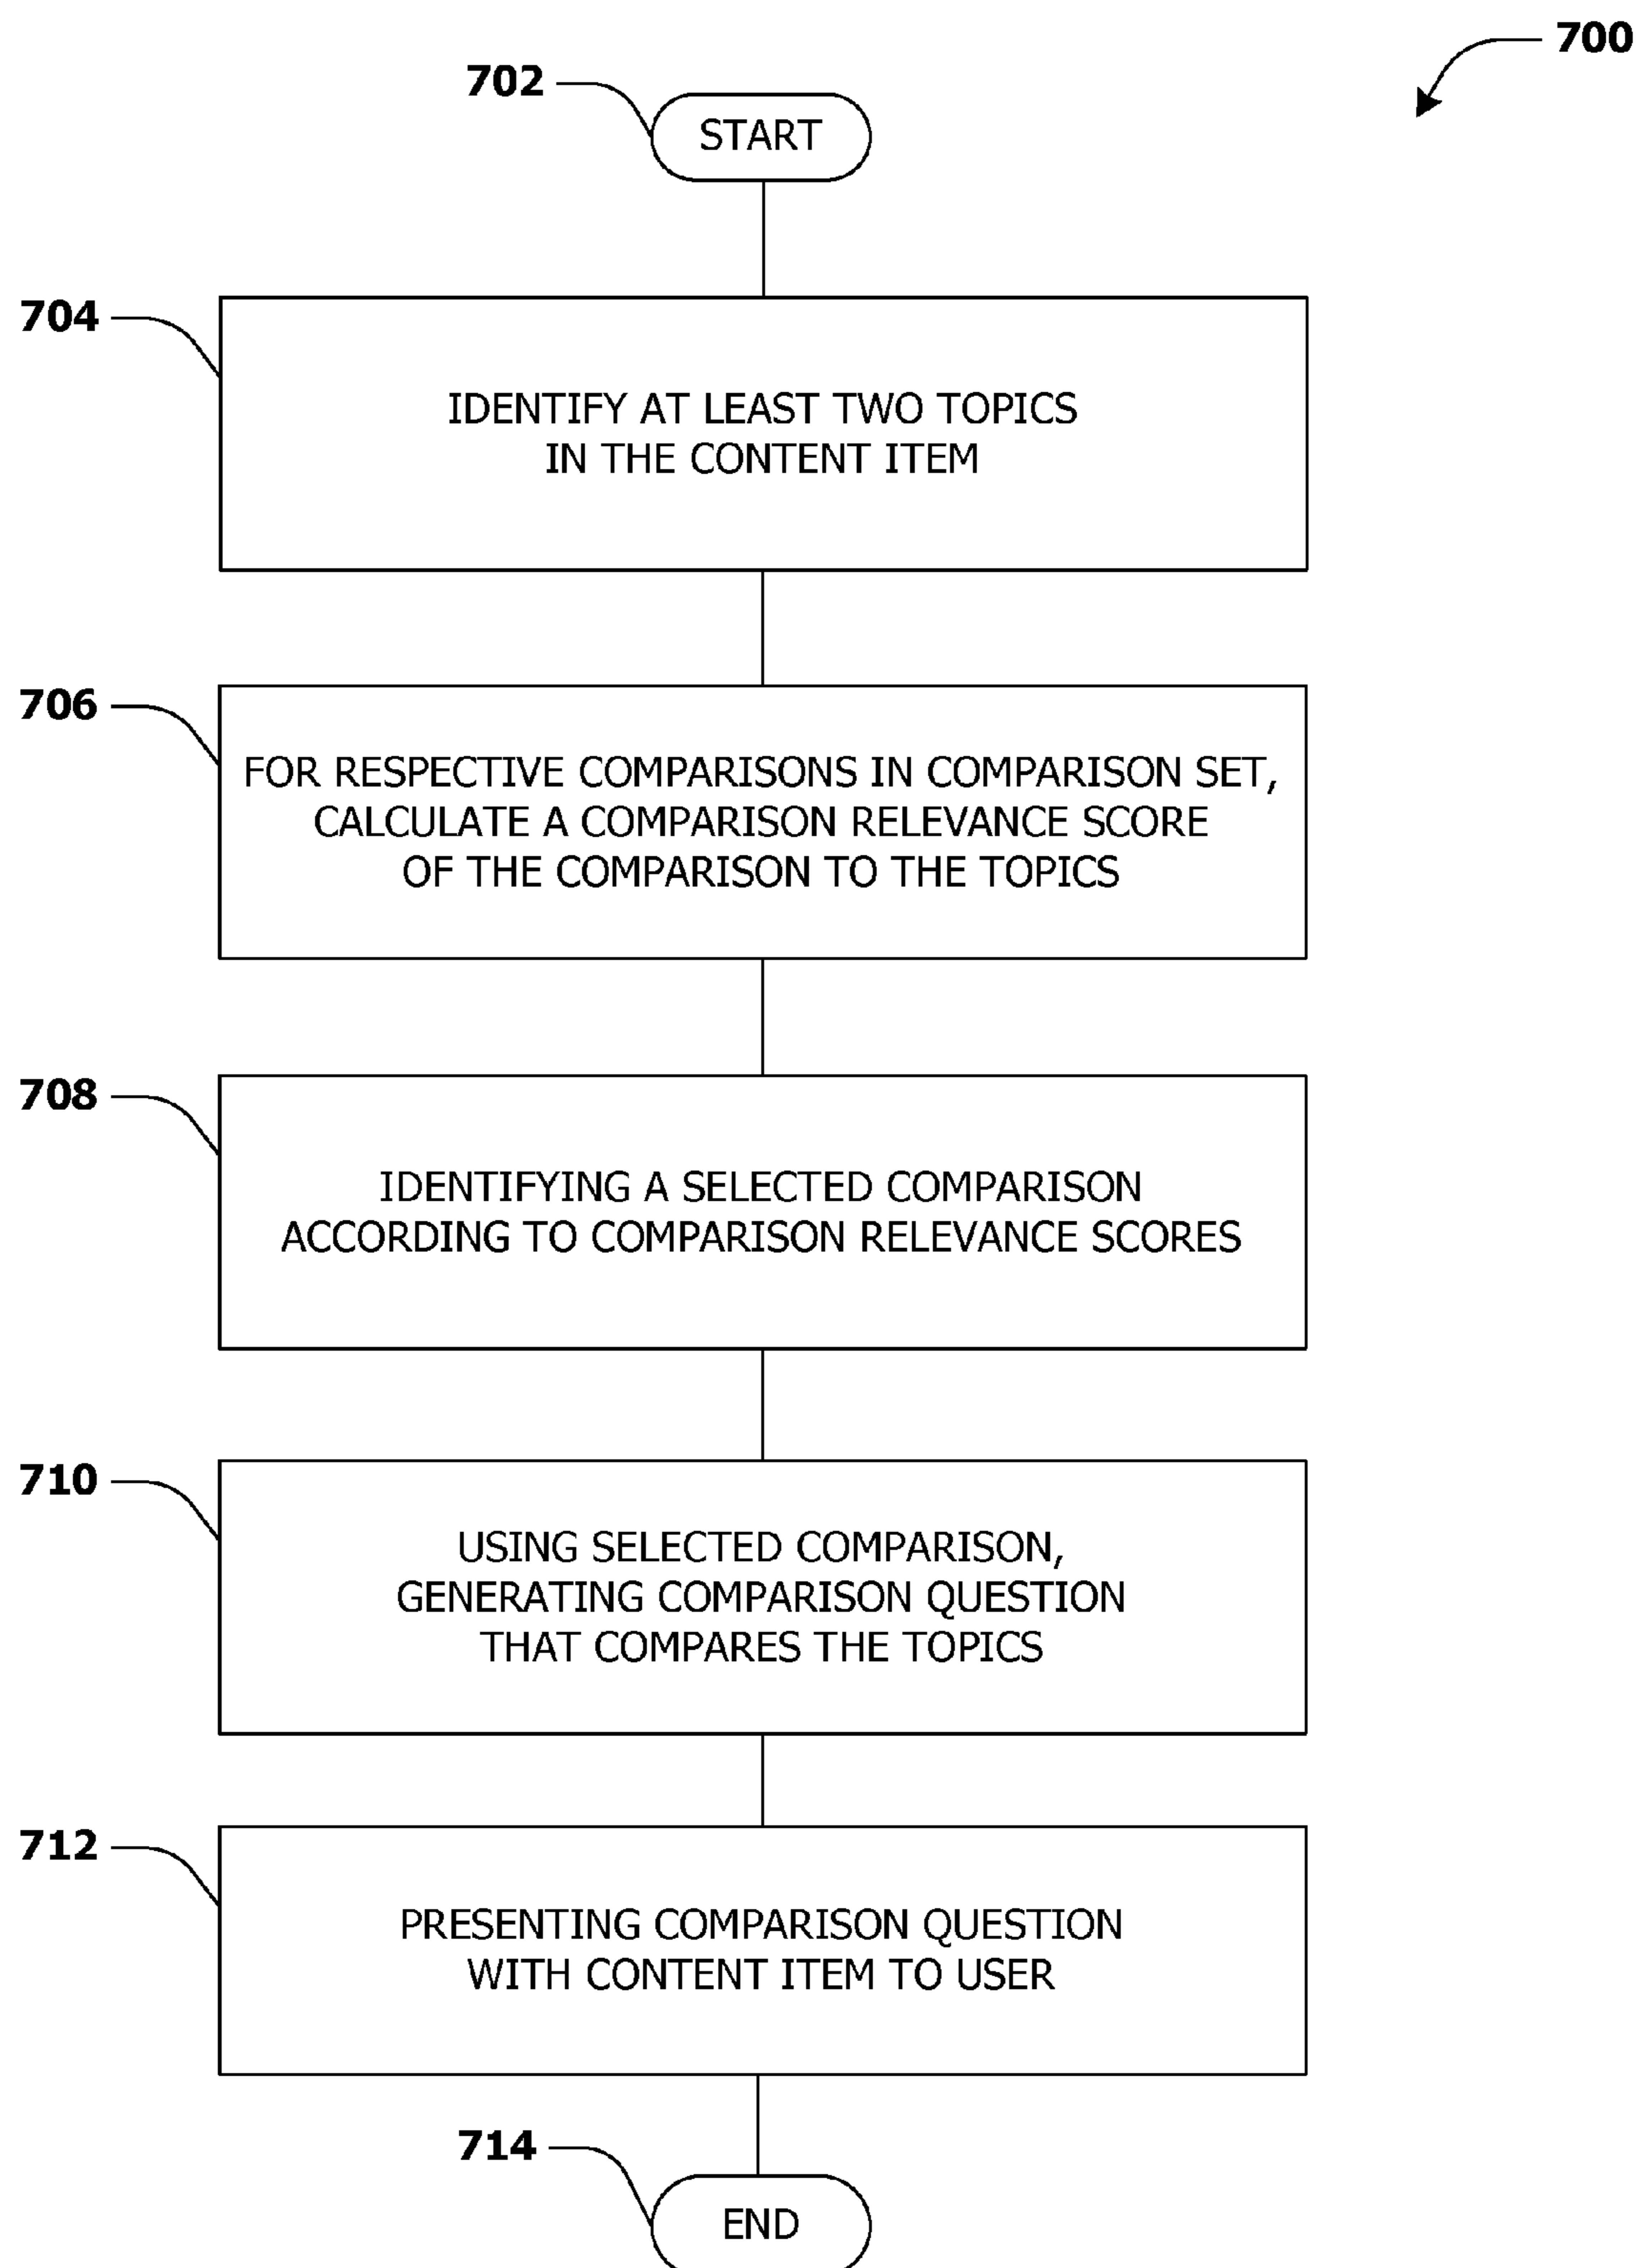 700
702
START
704
IDENTIFY AT LEAST TWO TOPICS
IN THE CONTENT ITEM
706
FOR RESPECTIVE COMPARISONS IN COMPARISON SET,
CALCULATE A COMPARISON RELEVANCE SCORE
OF THE COMPARISON TO THE TOPICS
708
IDENTIFYING A SELECTED COMPARISON
ACCORDING TO COMPARISON RELEVANCE SCORES
710
USING SELECTED COMPARISON,
GENERATING COMPARISON QUESTION
THAT COMPARES THE TOPICS
712
PRESENTING COMPARISON QUESTION
WITH CONTENT ITEM TO USER
714
END